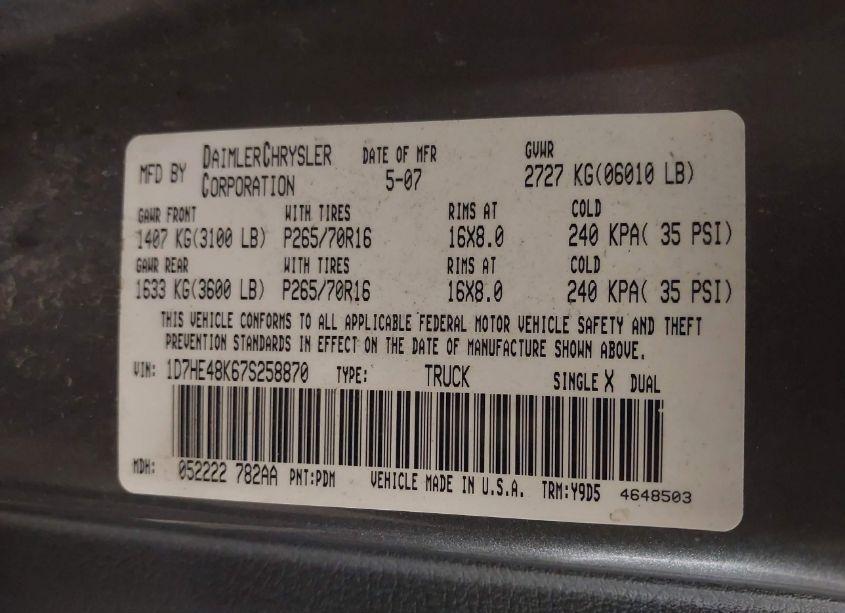 MFD BY DAIMLERCHRYSLER CORPORATION DATE OF MFR 5-07 GVWR 2727 KG(06010 LB)
GAWR FRONT WITH TIRES RIMS AT COLD
1407 KG(3100 LB) P265/70R16 16X8.0 240 KPA( 35 PSI)
GAWR REAR WITH TIRES RIMS AT COLD
1633 KG(3600 LB) P265/70R16 16X8.0 240 KPA( 35 PSI)
THIS VEHICLE CONFORMS TO ALL APPLICABLE FEDERAL MOTOR VEHICLE SAFETY AND THEFT
PREVENTION STANDARDS IN EFFECT ON THE DATE OF MANUFACTURE SHOWN ABOVE.
VIN: 1D7HE48K67S258870 TYPE: TRUCK SINGLE X DUAL
MDH: 052222 782AA PNT:PDM VEHICLE MADE IN U.S.A. TRM:Y9D5 4648503